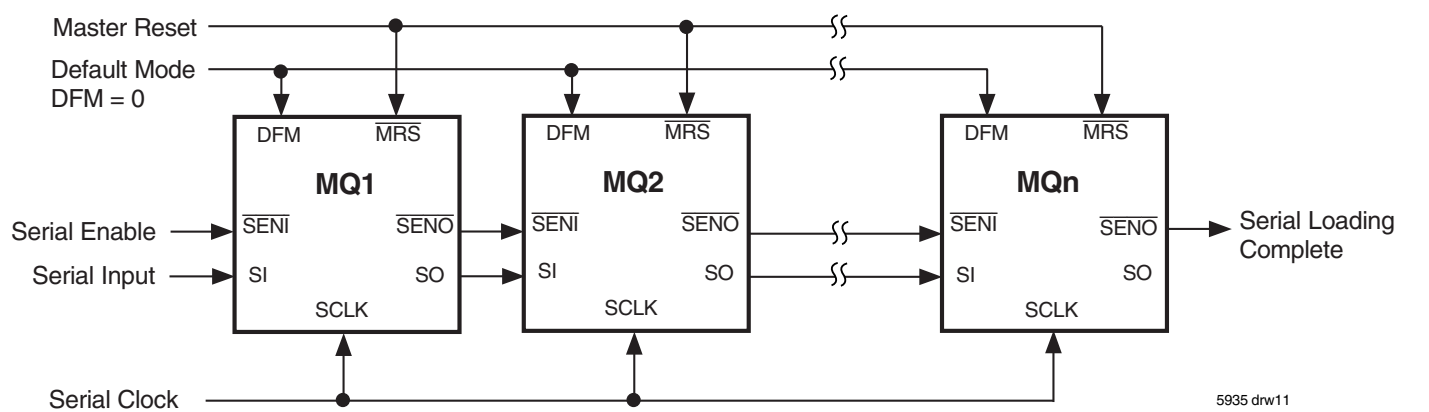 Master Reset
Default Mode
DFM = 0
DFM
MRS
DFM
MRS
DFM
MRS
MQ1
MQ2
MQn
Serial Enable
SENI
SENO
SENI
SENO
SENI
SENO
Serial Loading
Complete
Serial Input
SI
SO
SI
SO
SI
SO
SCLK
SCLK
SCLK
Serial Clock
5935 drw11